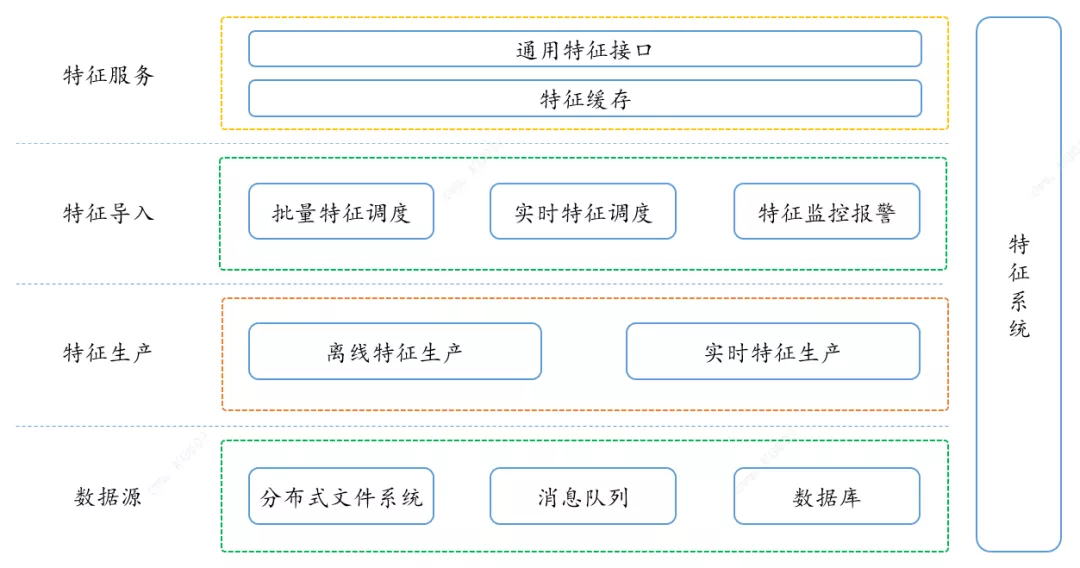 特征服务
通用特征接口
特征缓存
特征导入
批量特征调度
实时特征调度
特征监控报警
特征生产
离线特征生产
实时特征生产
数据源
分布式文件系统
消息队列
数据库
特征系统